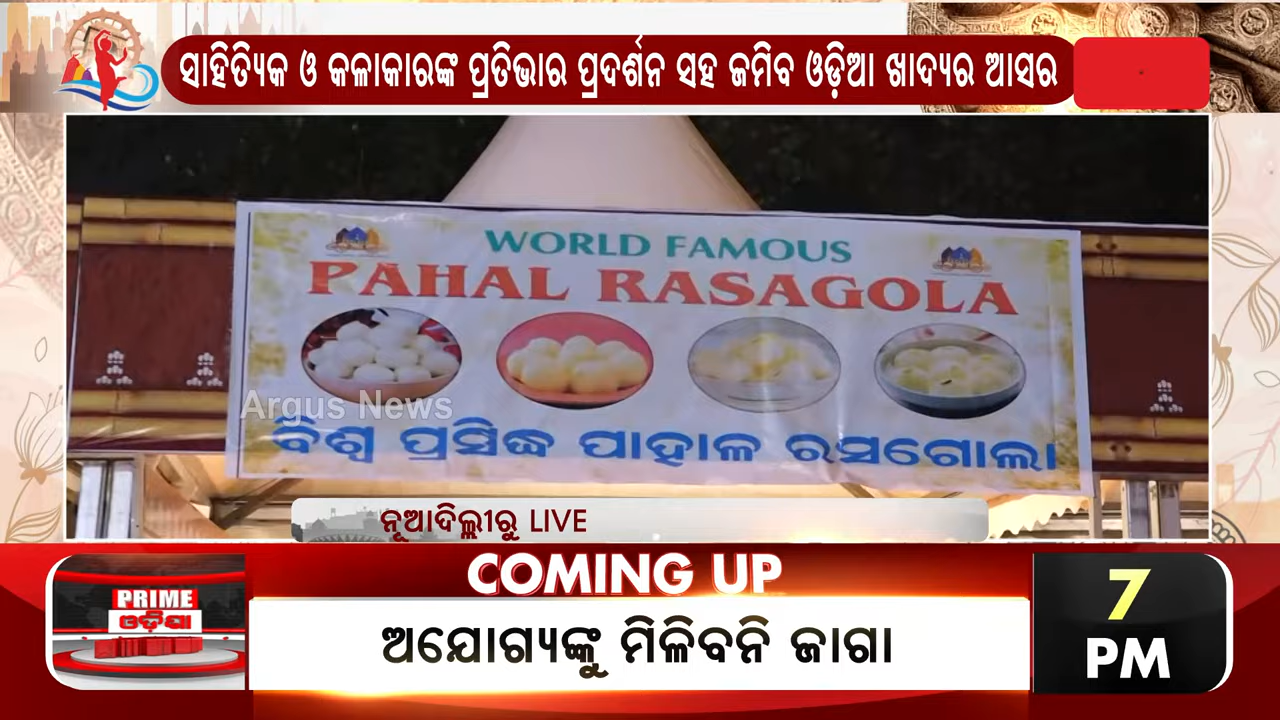 ସାହିତ୍ୟିକ ଓ କଳାକାରଙ୍କ ପ୍ରତିଭାର ପ୍ରଦର୍ଶନ ସହ ଜମିବ ଓଡ଼ିଆ ଖାଦ୍ୟର ଆସର
WORLD FAMOUS
PAHAL RASAGOLA
Argus News
ବିଶ୍ୱ ପ୍ରସିଦ୍ଧ ପାହାଳ ରସଗୋଲା
ନୂଆଦିଲ୍ଲୀରୁ LIVE
COMING UP
PRIME
ଓଡ଼ିଶା
ଅଯୋଗ୍ୟଙ୍କୁ ମିଳିବନି ଜାଗା
7
PM